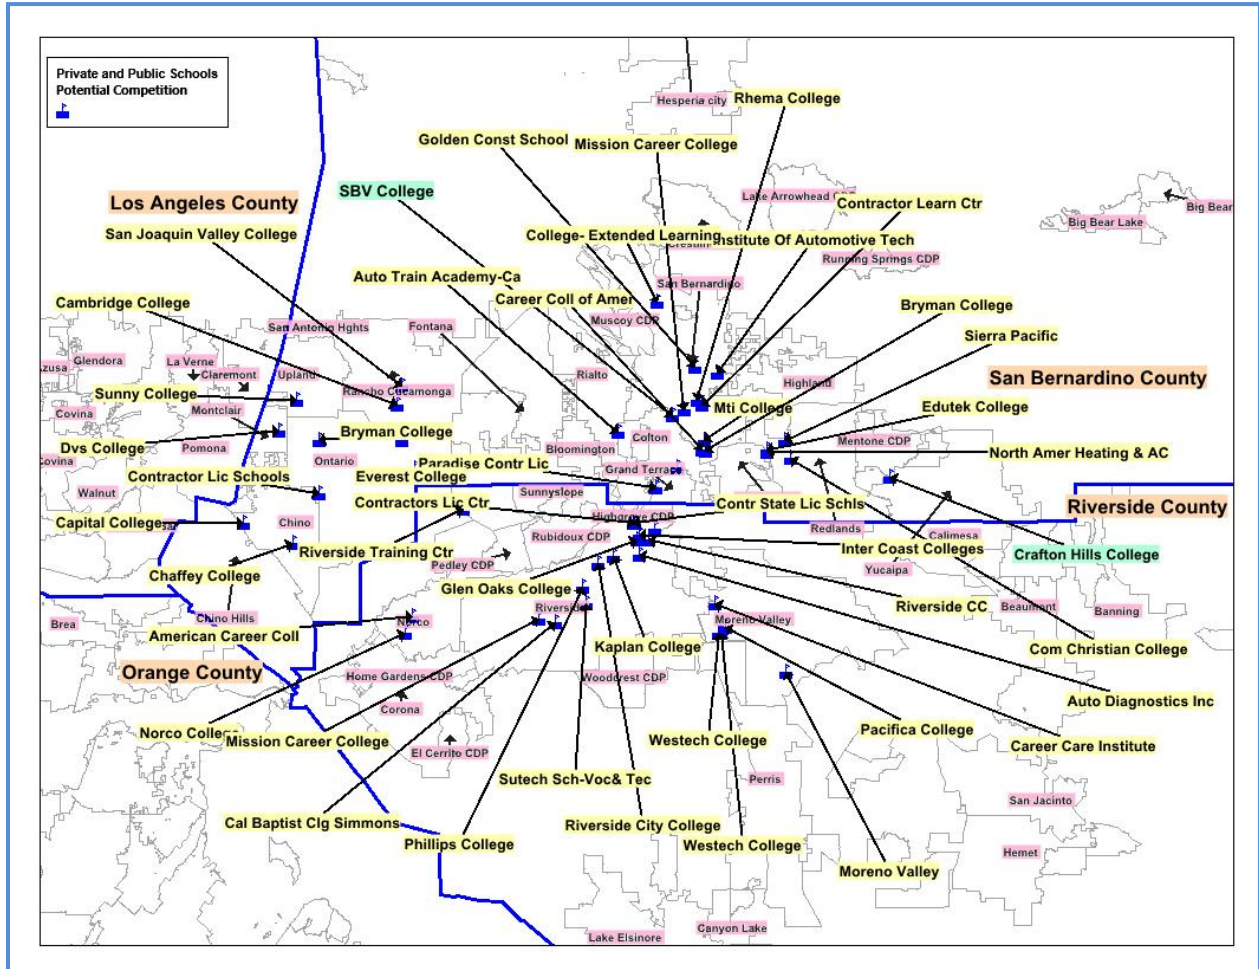 Private and Public Schools
Potential Competition
Hesperia city
Rhema College
Golden Const School
Mission Career College
SBV College
Los Angeles County
Lake Arrowhead
Contractor Learn Ctr
Big Bear
Big Bear Lake
San Joaquin Valley College
College- Extended Learning
Institute Of Automotive Tech
Running Springs CDP
Auto Train Academy-Ca
San Bernardino
Cambridge College
Career Coll of Amer
Bryman College
Muscoy CDP
San Antonio Hghts
Fontana
Sierra Pacific
Glendora
La Verne
Claremont
Upland
Rialto
Highland
San Bernardino County
Sunny College
Rancho Cucamonga
Montclair
Covina
Mti College
Edutek College
Dvs College
Pomona
Bryman College
Colton
Mentone CDP
Bloomington
North Amer Heating & AC
Ontario
Paradise Contr Lic
Grand Terrace
Everest College
Contractor Lic Schools
Walnut
Sunnyslope
Contractors Lic Ctr
Contr State Lic Schls
Riverside County
Capital College
Chino
Highgrove CDP
Redlands
Calimesa
Rubidoux CDP
Riverside Training Ctr
Inter Coast Colleges
Crafton Hills College
Pedley CDP
Yucaipa
Chaffey College
Glen Oaks College
Riverside CC
Beaumont
Banning
Chino Hills
Brea
American Career Coll
Norco
Riverside
Moreno Valley
Kaplan College
Com Christian College
Orange County
Home Gardens CDP
Woodcrest CDP
Auto Diagnostics Inc
Corona
Norco College
Mission Career College
Westech College
Pacifica College
Career Care Institute
El Cerrito CDP
Sutech Sch-Voc& Tec
Perris
San Jacinto
Cal Baptist Clg Simmons
Riverside City College
Phillips College
Westech College
Hemet
Moreno Valley
Canyon Lake
Lake Elsinore